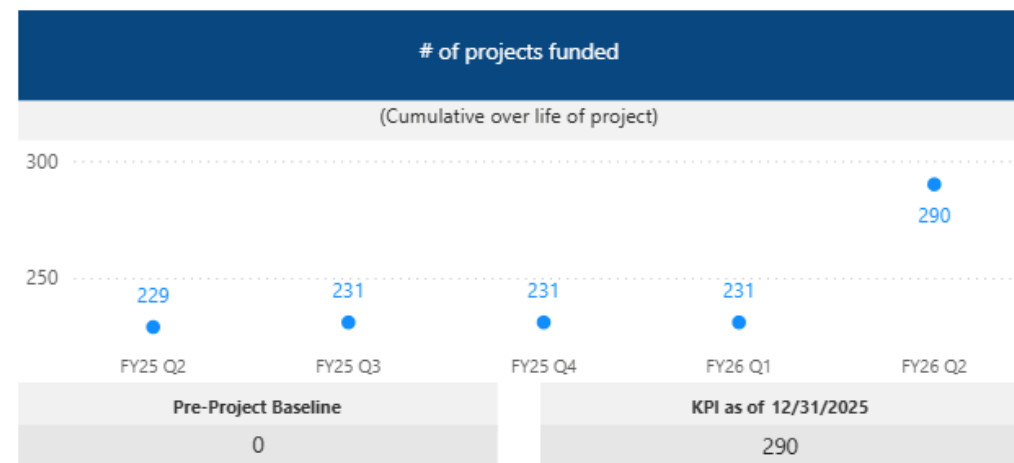 # of projects funded
(Cumulative over life of project)
300
290
250
229 231 231 231
FY25 Q2 FY25 Q3 FY25 Q4 FY26 Q1 FY26 Q2
Pre-Project Baseline KPI as of 12/31/2025
0 290